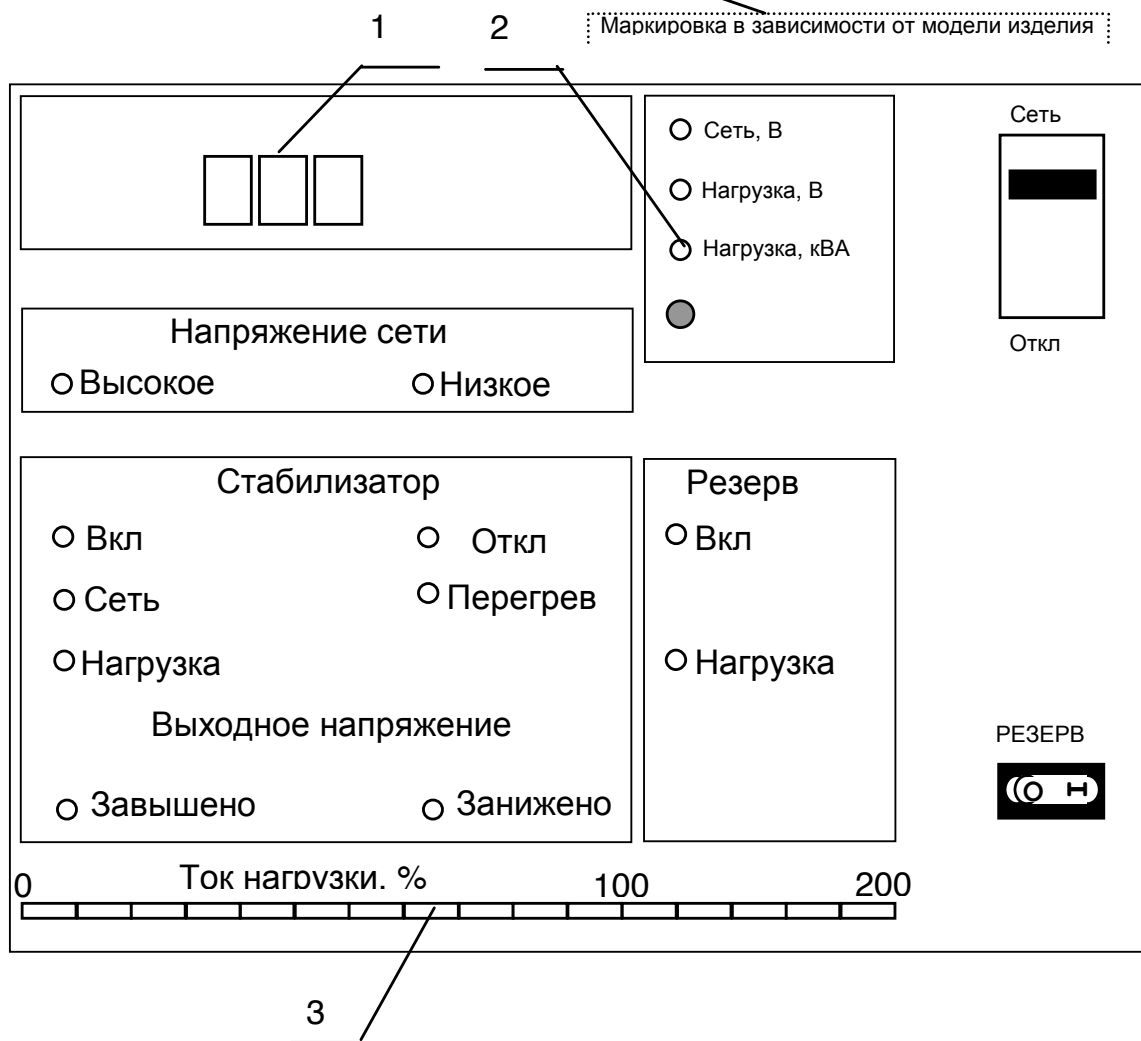 Маркировка в зависимости от модели изделия
1
2
Сеть, В
Нагрузка, В
Нагрузка, кВА
Сеть
Откл
Напряжение сети
Высокое Низкое
Стабилизатор
Вкл Откл
Сеть Перегрев
Нагрузка
Выходное напряжение
Завышено Занижено
Резерв
Вкл
Нагрузка
РЕЗЕРВ
0 Ток нагрузки, % 100 200
3